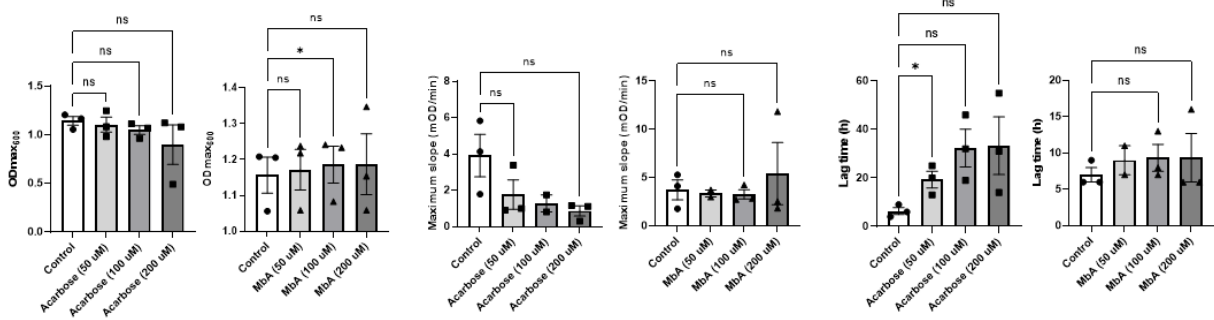 ns
ns
ns
ODmax600
1.5
1.0
0.5
0.0
Control
Acarbose (50 uM)
Acarbose (100 uM)
Acarbose (200 uM)
ns
*
ns
ODmax600
1.4
1.3
1.2
1.1
1.0
Control
MbA (50 uM)
MbA (100 uM)
MbA (200 uM)
ns
ns
Maximum slope (mOD/min)
8
6
4
2
0
Control
Acarbose (50 uM)
Acarbose (100 uM)
Acarbose (200 uM)
ns
ns
Maximum slope (mOD/min)
15
10
5
0
Control
MbA (50 uM)
MbA (100 uM)
MbA (200 uM)
ns
ns
*
Lag time (h)
60
40
20
0
Control
Acarbose (50 uM)
Acarbose (100 uM)
Acarbose (200 uM)
ns
ns
Lag time (h)
20
15
10
5
0
Control
MbA (50 uM)
MbA (100 uM)
MbA (200 uM)